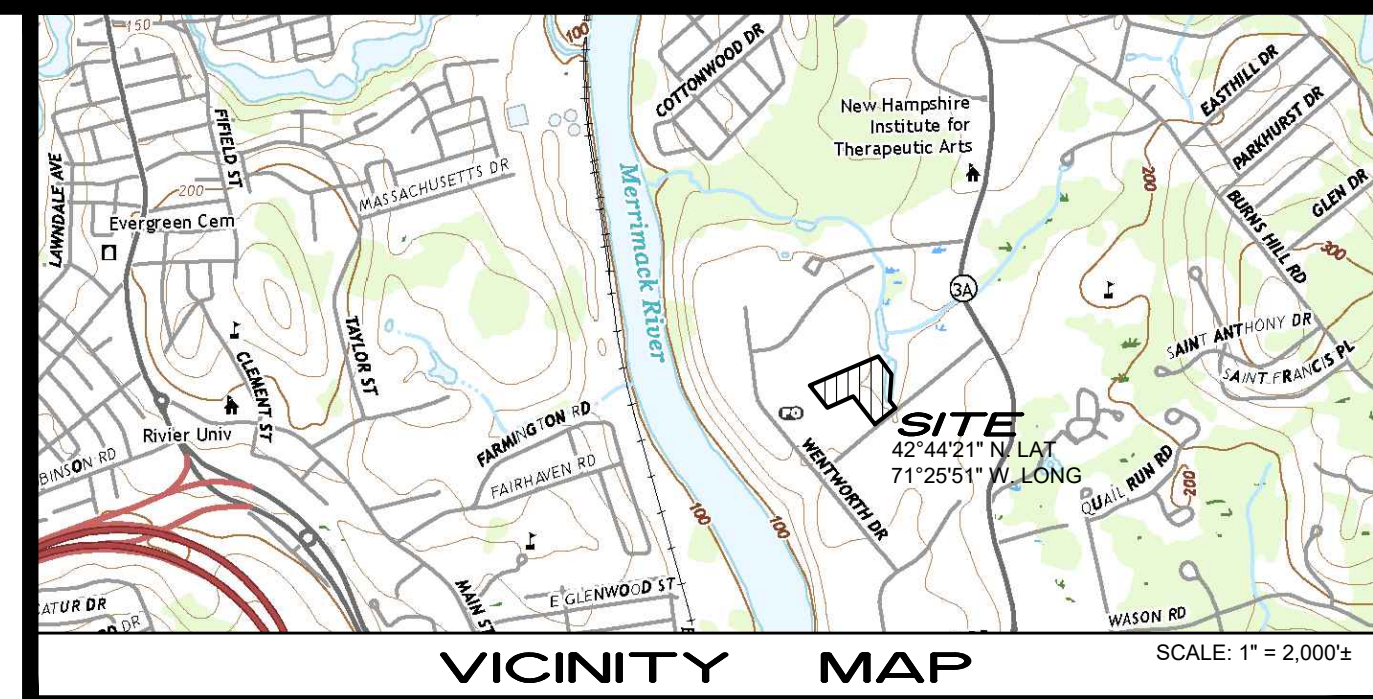 150
100
COTTONWOOD DR
EASTHILL DR
PARKHURST DR
GLEN DR
New Hampshire
Institute for
Therapeutic Arts
FIFIELD ST
LAWNDALE AVE
MASSACHUSETTS DR
200
Evergreen Cem
Merrimack River
200
BURNS HILL RD
300
3A
TAYLOR ST
CLEMENT ST
SAINT ANTHONY DR
SAINT FRANCIS PL
Rivier Univ
BINSON RD
FARMINGTON RD
FAIRHAVEN RD
WENTWORTH DR
SITE
42°44'21" N. LAT
71°25'51" W. LONG
QUAIL RUN RD
200
100
100
MAIN ST
E GLENWOOD ST
ATUR DR
DR
WASON RD
VICINITY MAP
SCALE: 1" = 2,000'±